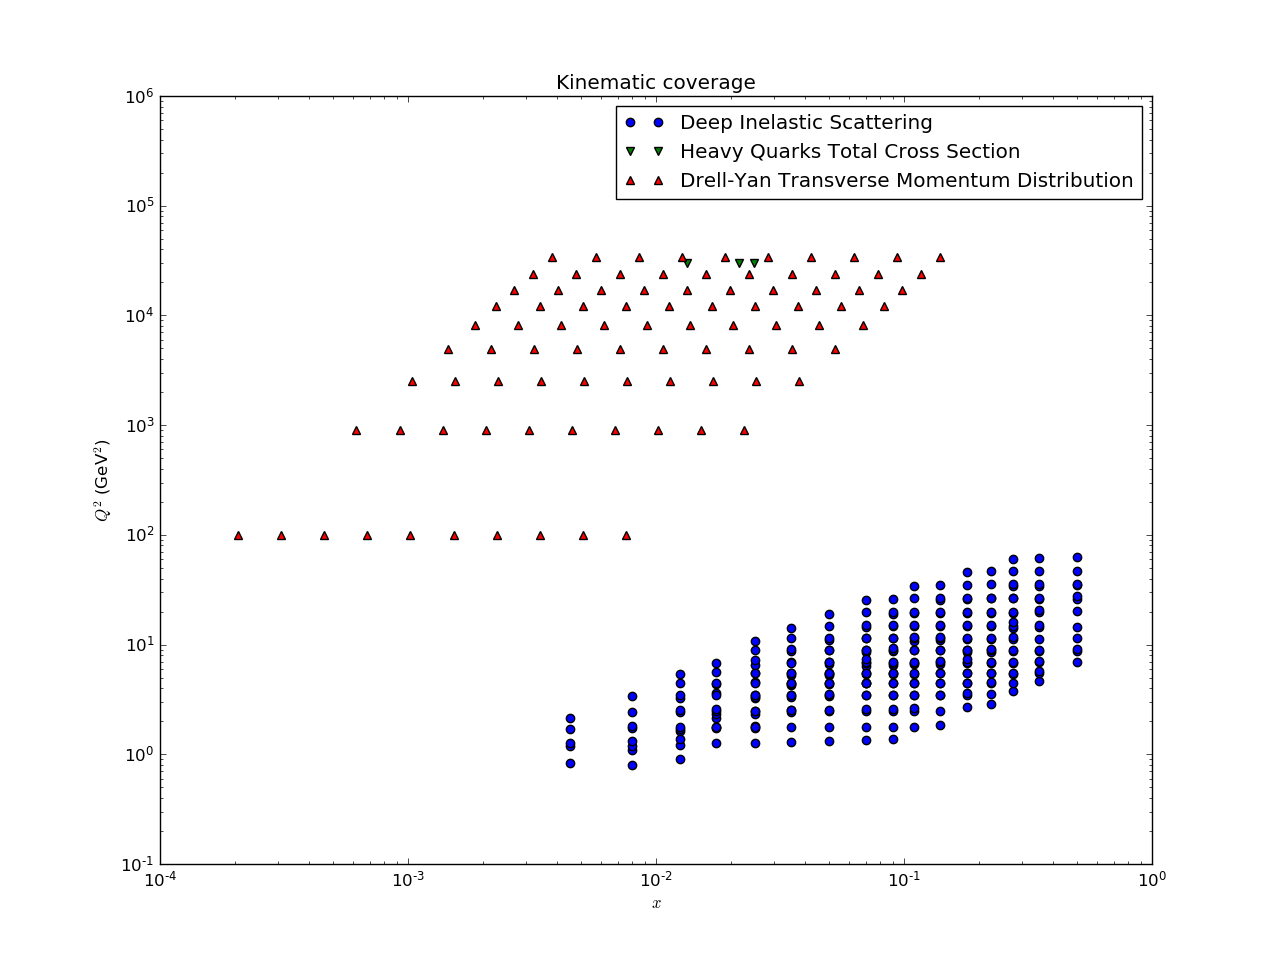 Kinematic coverage
10^6
10^5
10^4
10^3
10^2
10^1
10^0
10^-1
Q^2 (GeV^2)
Deep Inelastic Scattering
Heavy Quarks Total Cross Section
Drell-Yan Transverse Momentum Distribution
10^-4 10^-3 10^-2 10^-1 10^0
x